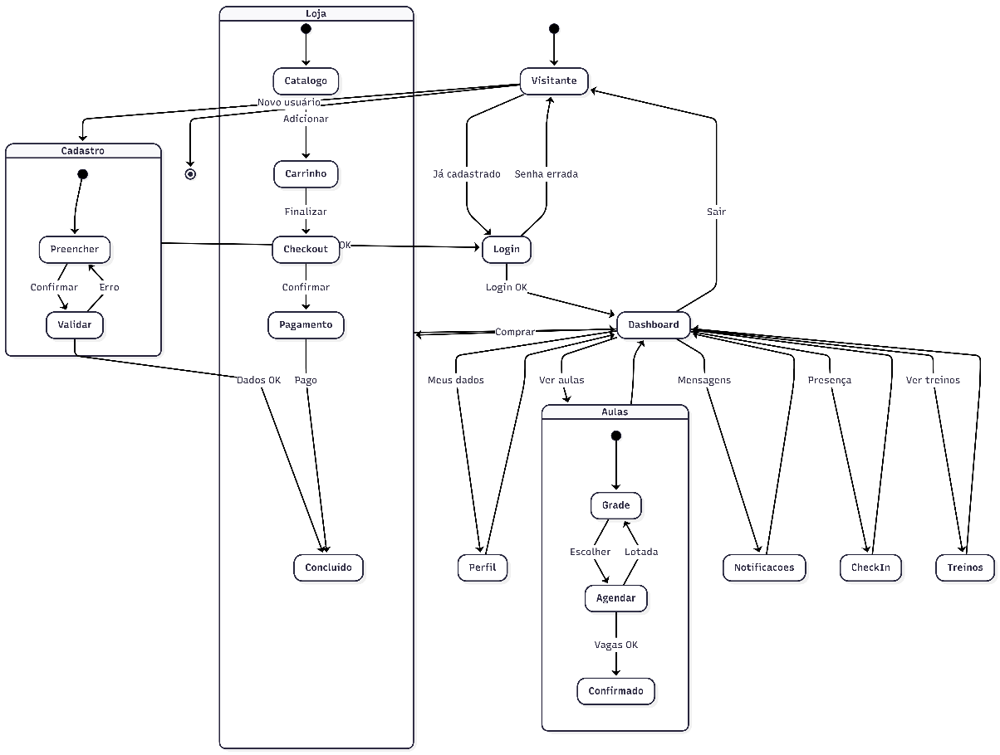 Loja
Catalogo
Visitante
Novo usuário
Adicionar
Cadastro
Carrinho
Já cadastrado
Senha errada
Finalizar
Sair
Preencher
Checkout
OK
Login
Confirmar
Erro
Confirmar
Login OK
Validar
Pagamento
Comprar
Dashboard
Dados OK
Pago
Meus dados
Ver aulas
Mensagens
Presença
Ver treinos
Aulas
Grade
Escolher
Lotada
Concluido
Perfil
Notificacoes
CheckIn
Treinos
Agendar
Vagas OK
Confirmado